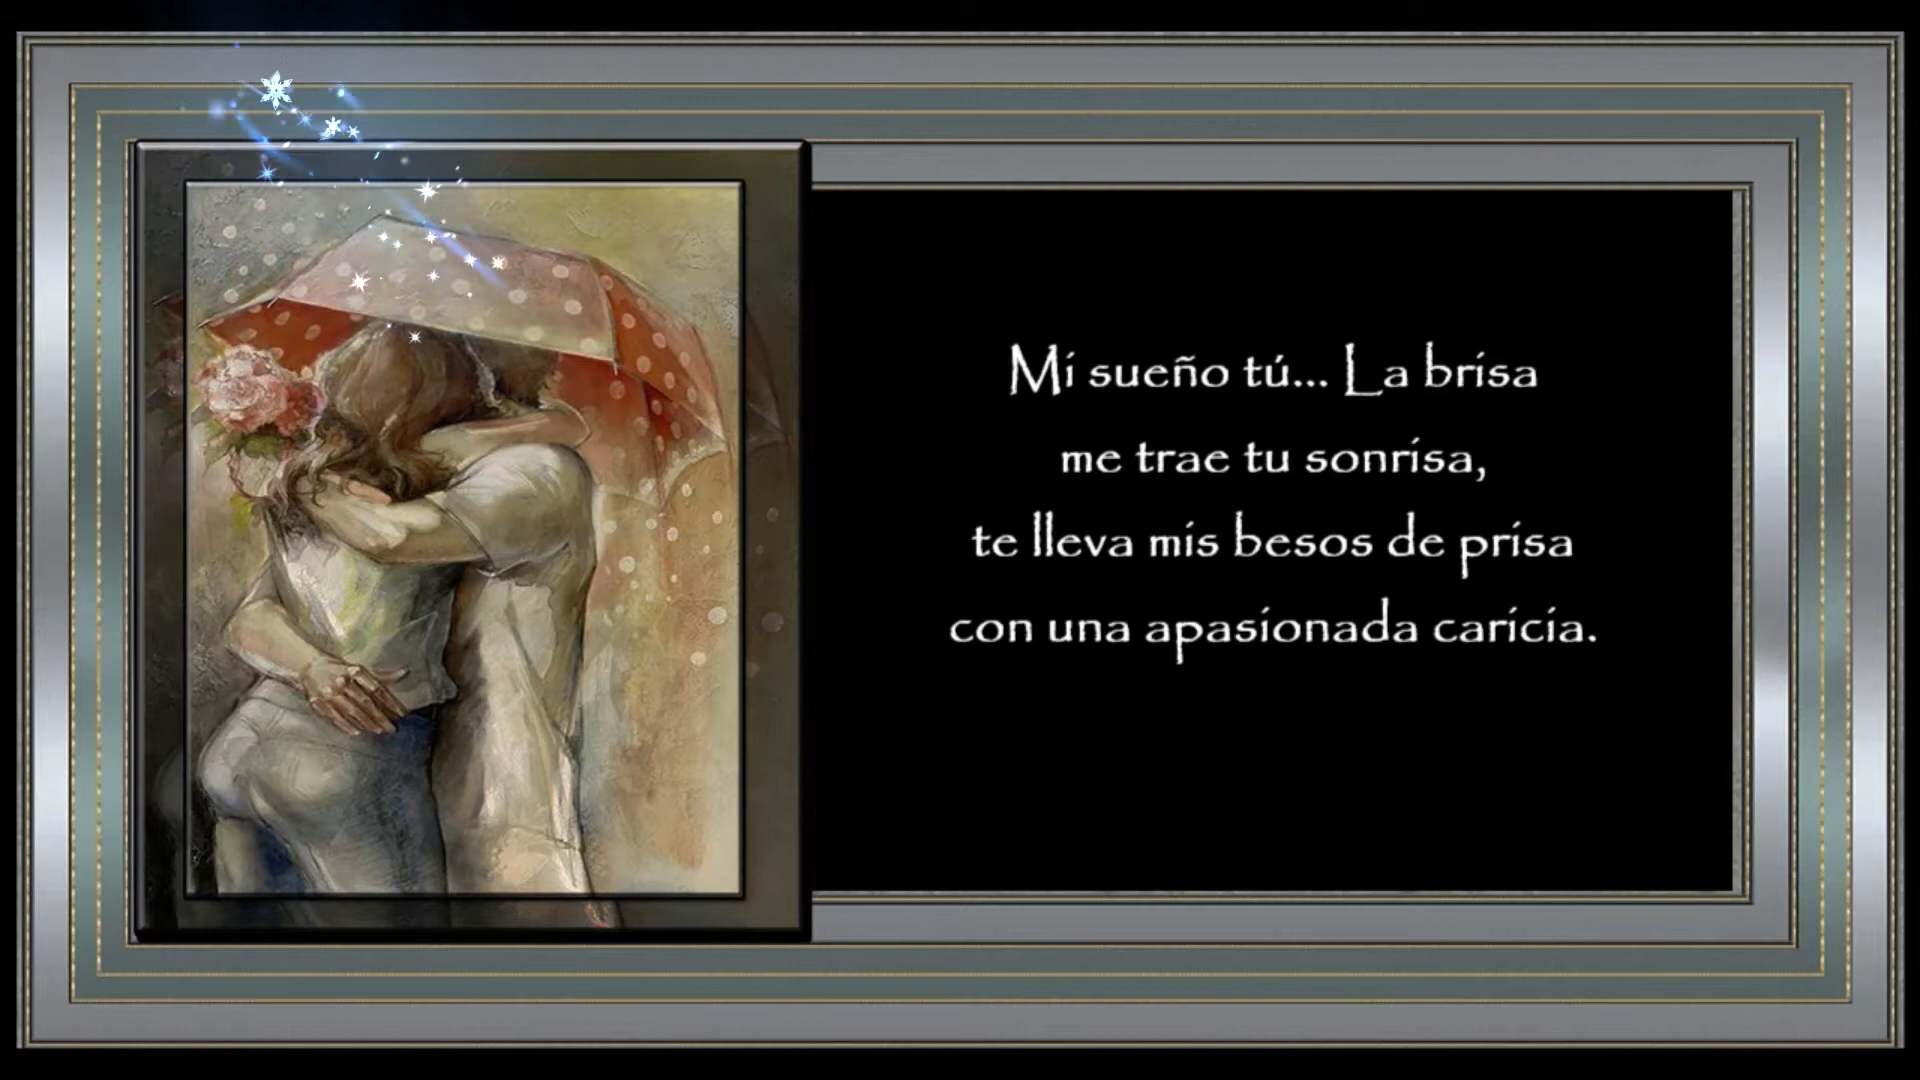 Mi sueño tú... La brisa
me trae tu sonrisa,
te lleva mis besos de prisa
con una apasionada caricia.